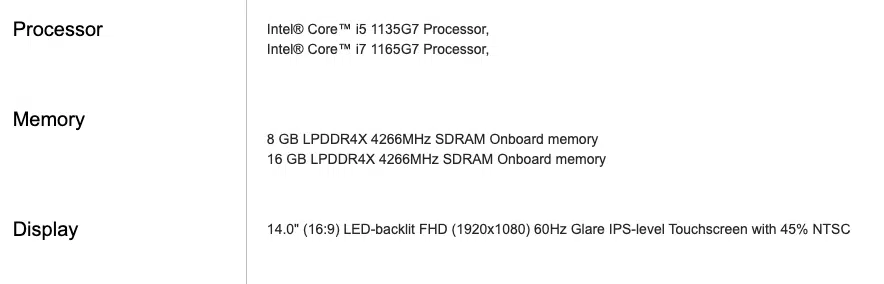 Processor
Intel® Core™ i5 1135G7 Processor,
Intel® Core™ i7 1165G7 Processor,
Memory
8 GB LPDDR4X 4266MHz SDRAM Onboard memory
16 GB LPDDR4X 4266MHz SDRAM Onboard memory
Display
14.0" (16:9) LED-backlit FHD (1920x1080) 60Hz Glare IPS-level Touchscreen with 45% NTSC